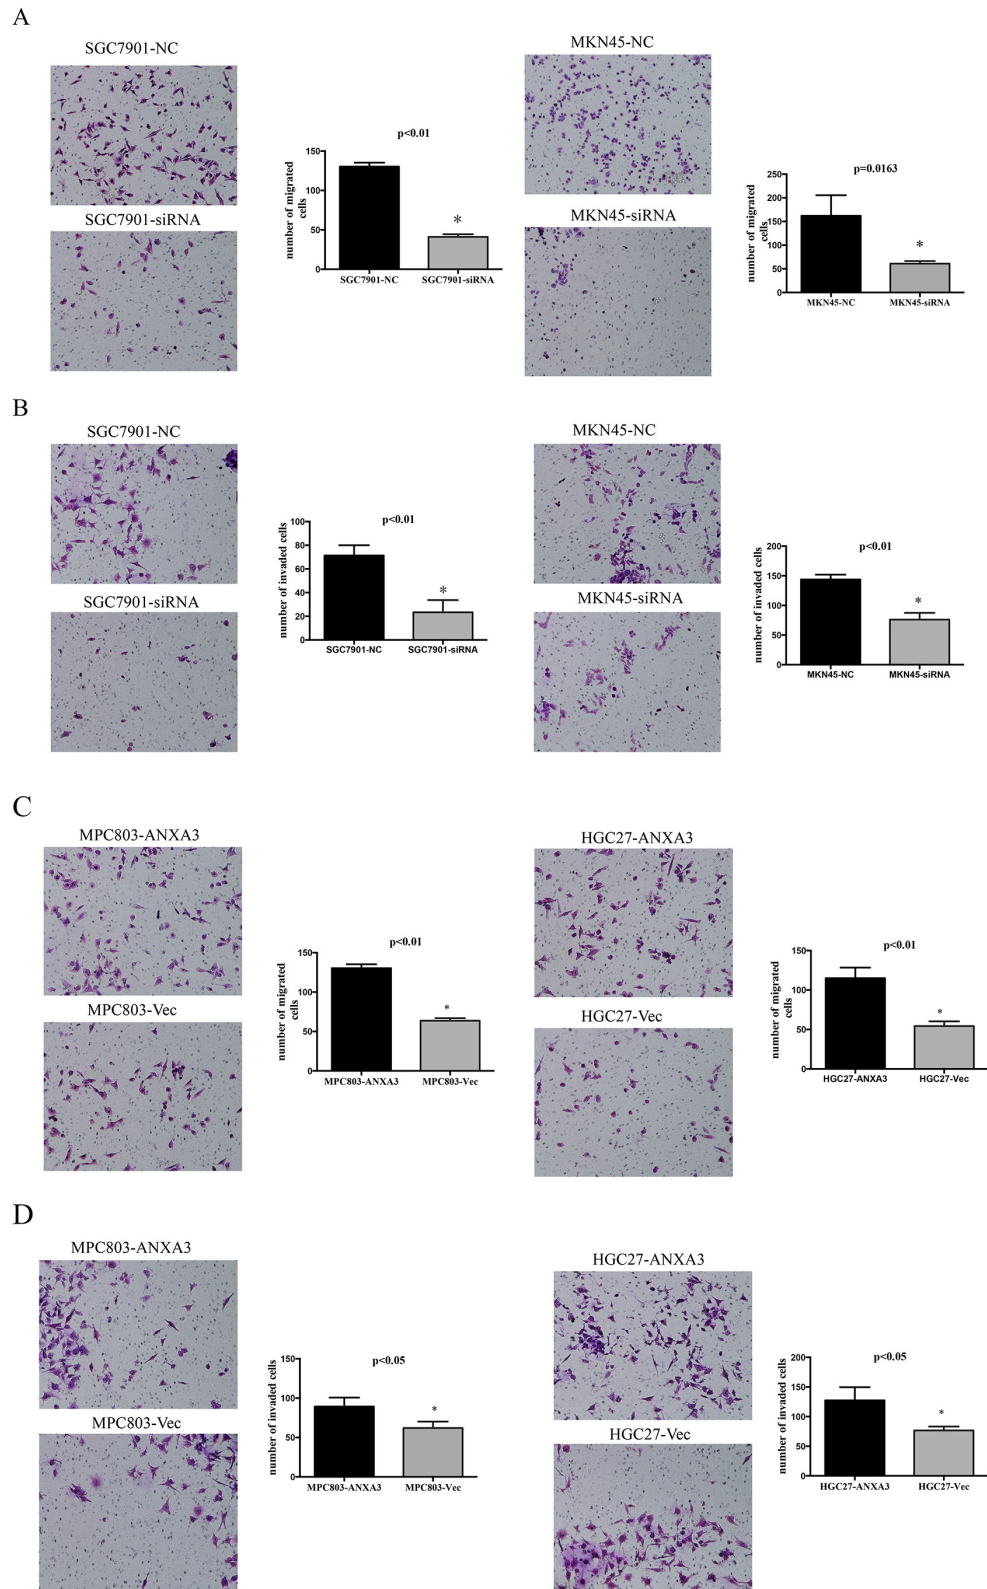 A
SGC7901-NC
SGC7901-siRNA
p<0.01
number of migrated
cells
150
100
50
0
*
SGC7901-NC SGC7901-siRNA
MKN45-NC
MKN45-siRNA
p=0.0163
number of migrated
cells
250
200
150
100
50
0
*
MKN45-NC MKN45-siRNA
B
SGC7901-NC
SGC7901-siRNA
p<0.01
number of invaded cells
80
60
40
20
0
*
SGC7901-NC SGC7901-siRNA
MKN45-NC
MKN45-siRNA
p<0.01
number of invaded cells
200
150
100
50
0
*
MKN45-NC MKN45-siRNA
C
MPC803-ANXA3
MPC803-Vec
p<0.01
number of migrated
cells
150
100
50
0
*
MPC803-ANXA3 MPC803-Vec
HGC27-ANXA3
HGC27-Vec
p<0.01
number of migrated
cells
150
100
50
0
*
HGC27-ANXA3 HGC27-Vec
D
MPC803-ANXA3
MPC803-Vec
p<0.05
number of invaded cells
150
100
50
0
*
MPC803-ANXA3 MPC803-Vec
HGC27-ANXA3
HGC27-Vec
p<0.05
number of invaded cells
200
150
100
50
0
*
HGC27-ANXA3 HGC27-Vec